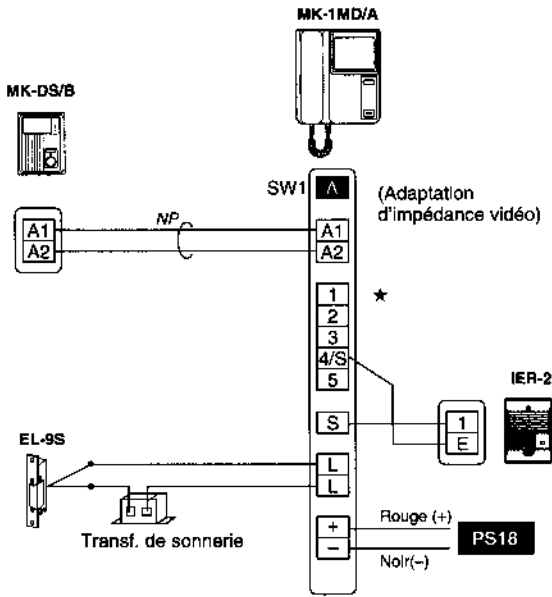 MK-1MD/A
MK-DS/B
SW1 A
(Adaptation
d'impédance vidéo)
NP
A1
A2
A1
A2
1 ★
2
3
4/S
5
IER-2
S
1
E
EL-9S
L
L
Transf. de sonnerie
+
–
Rouge (+)
Noir(–)
PS18